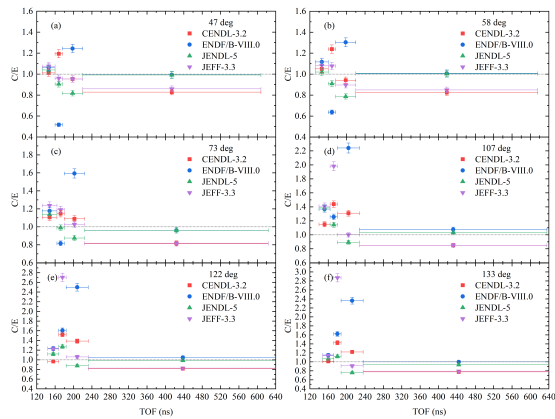 1.6 (a) 47 deg
1.4 CENDL-3.2
ENDF/B-VIII.0
1.2 JENDL-5
JEFF-3.3
1.0
0.8
0.6
0.4
C/E
1.6 (b) 58 deg
1.4 CENDL-3.2
ENDF/B-VIII.0
1.2 JENDL-5
JEFF-3.3
1.0
0.8
0.6
0.4
C/E
(c) 73 deg
1.8 CENDL-3.2
1.6 ENDF/B-VIII.0
JENDL-5
1.4 JEFF-3.3
1.2
1.0
0.8
0.6
C/E
(d) 107 deg
2.2 CENDL-3.2
2.0 ENDF/B-VIII.0
1.8 JENDL-5
1.6 JEFF-3.3
1.4
1.2
1.0
0.8
0.6
C/E
(e) 122 deg
2.8
2.6 CENDL-3.2
2.4 ENDF/B-VIII.0
2.2 JENDL-5
2.0 JEFF-3.3
1.8
1.6
1.4
1.2
1.0
0.8
0.6
0.4
C/E
120 160 200 240 280 320 360 400 440 480 520 560 600 640
TOF (ns)
(f) 133 deg
2.8
2.6 CENDL-3.2
2.4 ENDF/B-VIII.0
2.2 JENDL-5
2.0 JEFF-3.3
1.8
1.6
1.4
1.2
1.0
0.8
0.6
0.4
C/E
120 160 200 240 280 320 360 400 440 480 520 560 600 640
TOF (ns)